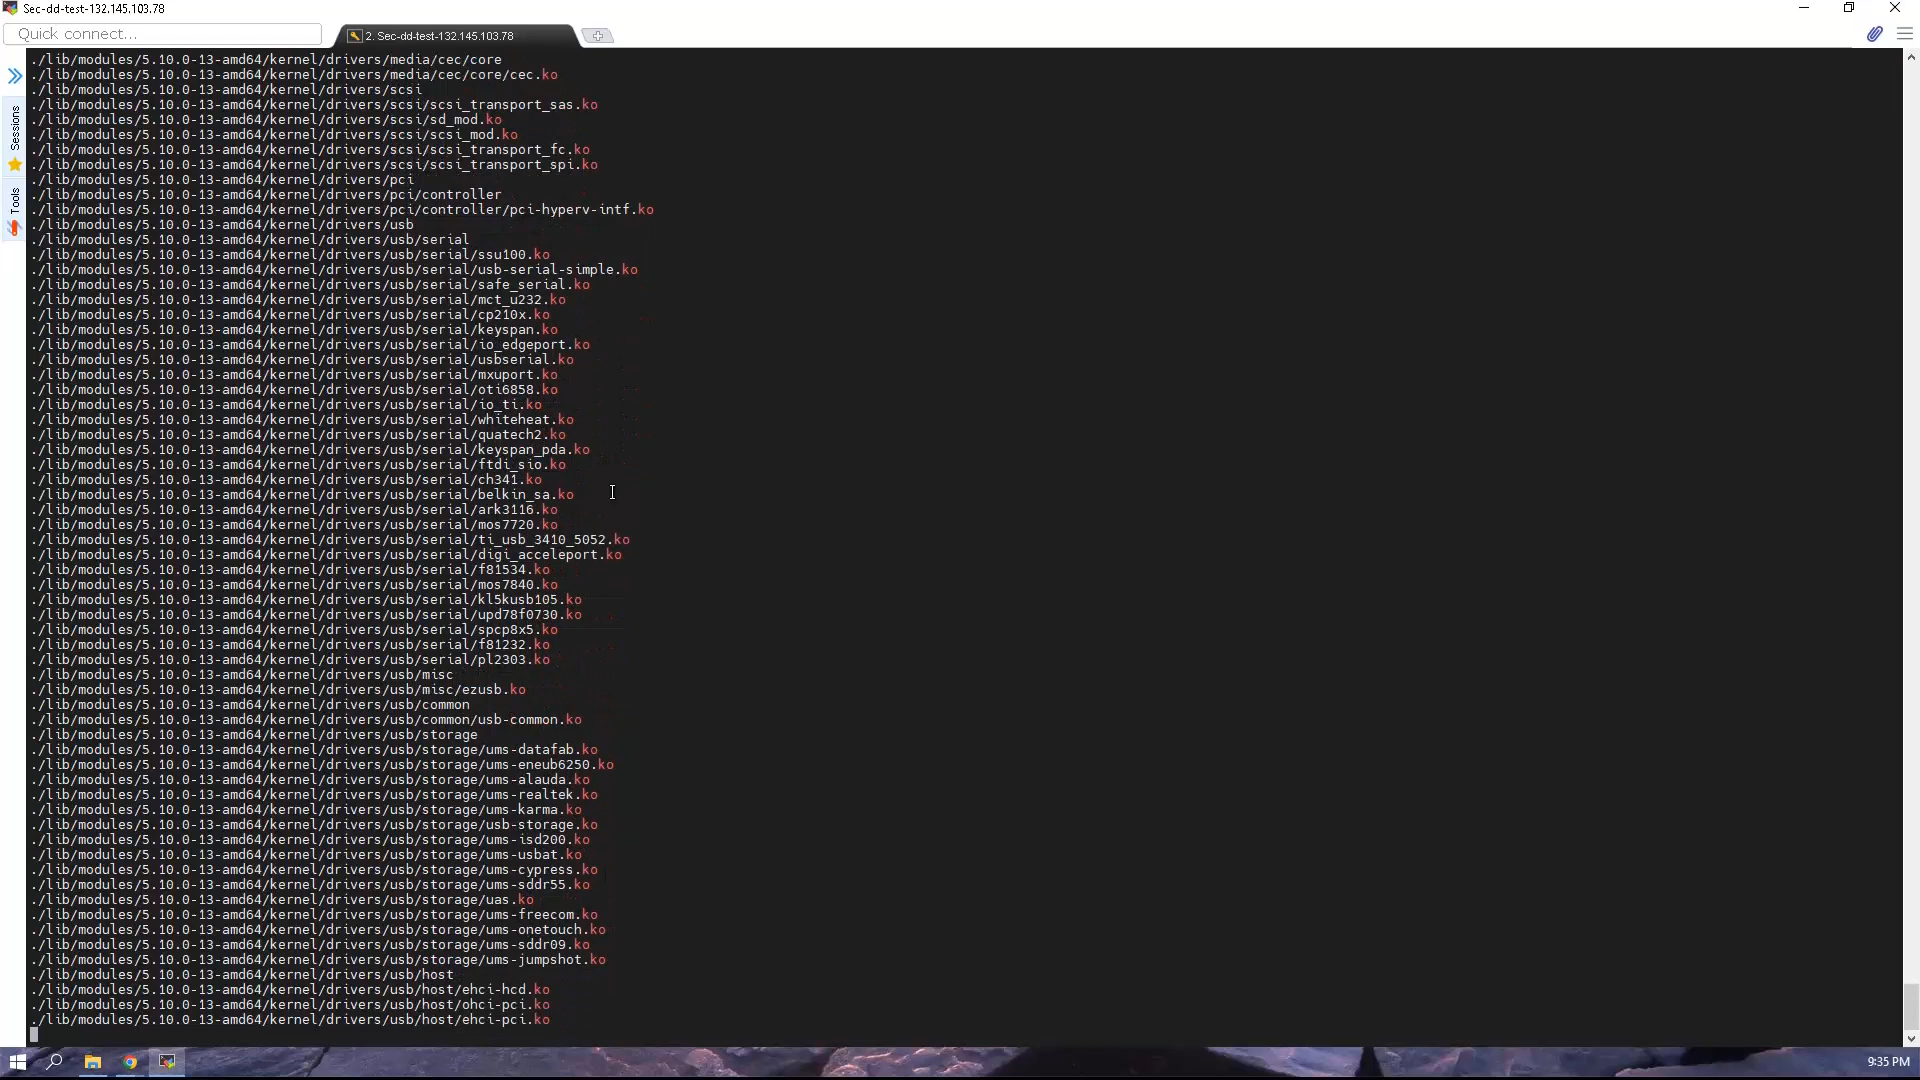 Sec-dd-test-132.145.103.78
Quick connect...
2. Sec-dd-test-132.145.103.78
Sessions
Tools
./lib/modules/5.10.0-13-amd64/kernel/drivers/media/cec/core
./lib/modules/5.10.0-13-amd64/kernel/drivers/media/cec/core/cec.ko
./lib/modules/5.10.0-13-amd64/kernel/drivers/scsi
./lib/modules/5.10.0-13-amd64/kernel/drivers/scsi/scsi_transport_sas.ko
./lib/modules/5.10.0-13-amd64/kernel/drivers/scsi/sd_mod.ko
./lib/modules/5.10.0-13-amd64/kernel/drivers/scsi/scsi_mod.ko
./lib/modules/5.10.0-13-amd64/kernel/drivers/scsi/scsi_transport_fc.ko
./lib/modules/5.10.0-13-amd64/kernel/drivers/scsi/scsi_transport_spi.ko
./lib/modules/5.10.0-13-amd64/kernel/drivers/pci
./lib/modules/5.10.0-13-amd64/kernel/drivers/pci/controller
./lib/modules/5.10.0-13-amd64/kernel/drivers/pci/controller/pci-hyperv-intf.ko
./lib/modules/5.10.0-13-amd64/kernel/drivers/usb
./lib/modules/5.10.0-13-amd64/kernel/drivers/usb/serial
./lib/modules/5.10.0-13-amd64/kernel/drivers/usb/serial/ssu100.ko
./lib/modules/5.10.0-13-amd64/kernel/drivers/usb/serial/usb-serial-simple.ko
./lib/modules/5.10.0-13-amd64/kernel/drivers/usb/serial/safe_serial.ko
./lib/modules/5.10.0-13-amd64/kernel/drivers/usb/serial/mct_u232.ko
./lib/modules/5.10.0-13-amd64/kernel/drivers/usb/serial/cp210x.ko
./lib/modules/5.10.0-13-amd64/kernel/drivers/usb/serial/keyspan.ko
./lib/modules/5.10.0-13-amd64/kernel/drivers/usb/serial/io_edgeport.ko
./lib/modules/5.10.0-13-amd64/kernel/drivers/usb/serial/usbserial.ko
./lib/modules/5.10.0-13-amd64/kernel/drivers/usb/serial/mxuport.ko
./lib/modules/5.10.0-13-amd64/kernel/drivers/usb/serial/oti6858.ko
./lib/modules/5.10.0-13-amd64/kernel/drivers/usb/serial/io_ti.ko
./lib/modules/5.10.0-13-amd64/kernel/drivers/usb/serial/whiteheat.ko
./lib/modules/5.10.0-13-amd64/kernel/drivers/usb/serial/quatech2.ko
./lib/modules/5.10.0-13-amd64/kernel/drivers/usb/serial/keyspan_pda.ko
./lib/modules/5.10.0-13-amd64/kernel/drivers/usb/serial/ftdi_sio.ko
./lib/modules/5.10.0-13-amd64/kernel/drivers/usb/serial/ch341.ko
./lib/modules/5.10.0-13-amd64/kernel/drivers/usb/serial/belkin_sa.ko
./lib/modules/5.10.0-13-amd64/kernel/drivers/usb/serial/ark3116.ko
./lib/modules/5.10.0-13-amd64/kernel/drivers/usb/serial/mos7720.ko
./lib/modules/5.10.0-13-amd64/kernel/drivers/usb/serial/ti_usb_3410_5052.ko
./lib/modules/5.10.0-13-amd64/kernel/drivers/usb/serial/digi_acceleport.ko
./lib/modules/5.10.0-13-amd64/kernel/drivers/usb/serial/f81534.ko
./lib/modules/5.10.0-13-amd64/kernel/drivers/usb/serial/mos7840.ko
./lib/modules/5.10.0-13-amd64/kernel/drivers/usb/serial/kl5kusb105.ko
./lib/modules/5.10.0-13-amd64/kernel/drivers/usb/serial/upd78f0730.ko
./lib/modules/5.10.0-13-amd64/kernel/drivers/usb/serial/spcp8x5.ko
./lib/modules/5.10.0-13-amd64/kernel/drivers/usb/serial/f81232.ko
./lib/modules/5.10.0-13-amd64/kernel/drivers/usb/serial/pl2303.ko
./lib/modules/5.10.0-13-amd64/kernel/drivers/usb/misc
./lib/modules/5.10.0-13-amd64/kernel/drivers/usb/misc/ezusb.ko
./lib/modules/5.10.0-13-amd64/kernel/drivers/usb/common
./lib/modules/5.10.0-13-amd64/kernel/drivers/usb/common/usb-common.ko
./lib/modules/5.10.0-13-amd64/kernel/drivers/usb/storage
./lib/modules/5.10.0-13-amd64/kernel/drivers/usb/storage/ums-datafab.ko
./lib/modules/5.10.0-13-amd64/kernel/drivers/usb/storage/ums-eneub6250.ko
./lib/modules/5.10.0-13-amd64/kernel/drivers/usb/storage/ums-alauda.ko
./lib/modules/5.10.0-13-amd64/kernel/drivers/usb/storage/ums-realtek.ko
./lib/modules/5.10.0-13-amd64/kernel/drivers/usb/storage/ums-karma.ko
./lib/modules/5.10.0-13-amd64/kernel/drivers/usb/storage/usb-storage.ko
./lib/modules/5.10.0-13-amd64/kernel/drivers/usb/storage/ums-isd200.ko
./lib/modules/5.10.0-13-amd64/kernel/drivers/usb/storage/ums-usbat.ko
./lib/modules/5.10.0-13-amd64/kernel/drivers/usb/storage/ums-cypress.ko
./lib/modules/5.10.0-13-amd64/kernel/drivers/usb/storage/ums-sddr55.ko
./lib/modules/5.10.0-13-amd64/kernel/drivers/usb/storage/uas.ko
./lib/modules/5.10.0-13-amd64/kernel/drivers/usb/storage/ums-freecom.ko
./lib/modules/5.10.0-13-amd64/kernel/drivers/usb/storage/ums-onetouch.ko
./lib/modules/5.10.0-13-amd64/kernel/drivers/usb/storage/ums-sddr09.ko
./lib/modules/5.10.0-13-amd64/kernel/drivers/usb/storage/ums-jumpshot.ko
./lib/modules/5.10.0-13-amd64/kernel/drivers/usb/host
./lib/modules/5.10.0-13-amd64/kernel/drivers/usb/host/ehci-hcd.ko
./lib/modules/5.10.0-13-amd64/kernel/drivers/usb/host/ohci-pci.ko
./lib/modules/5.10.0-13-amd64/kernel/drivers/usb/host/ehci-pci.ko
9:35 PM